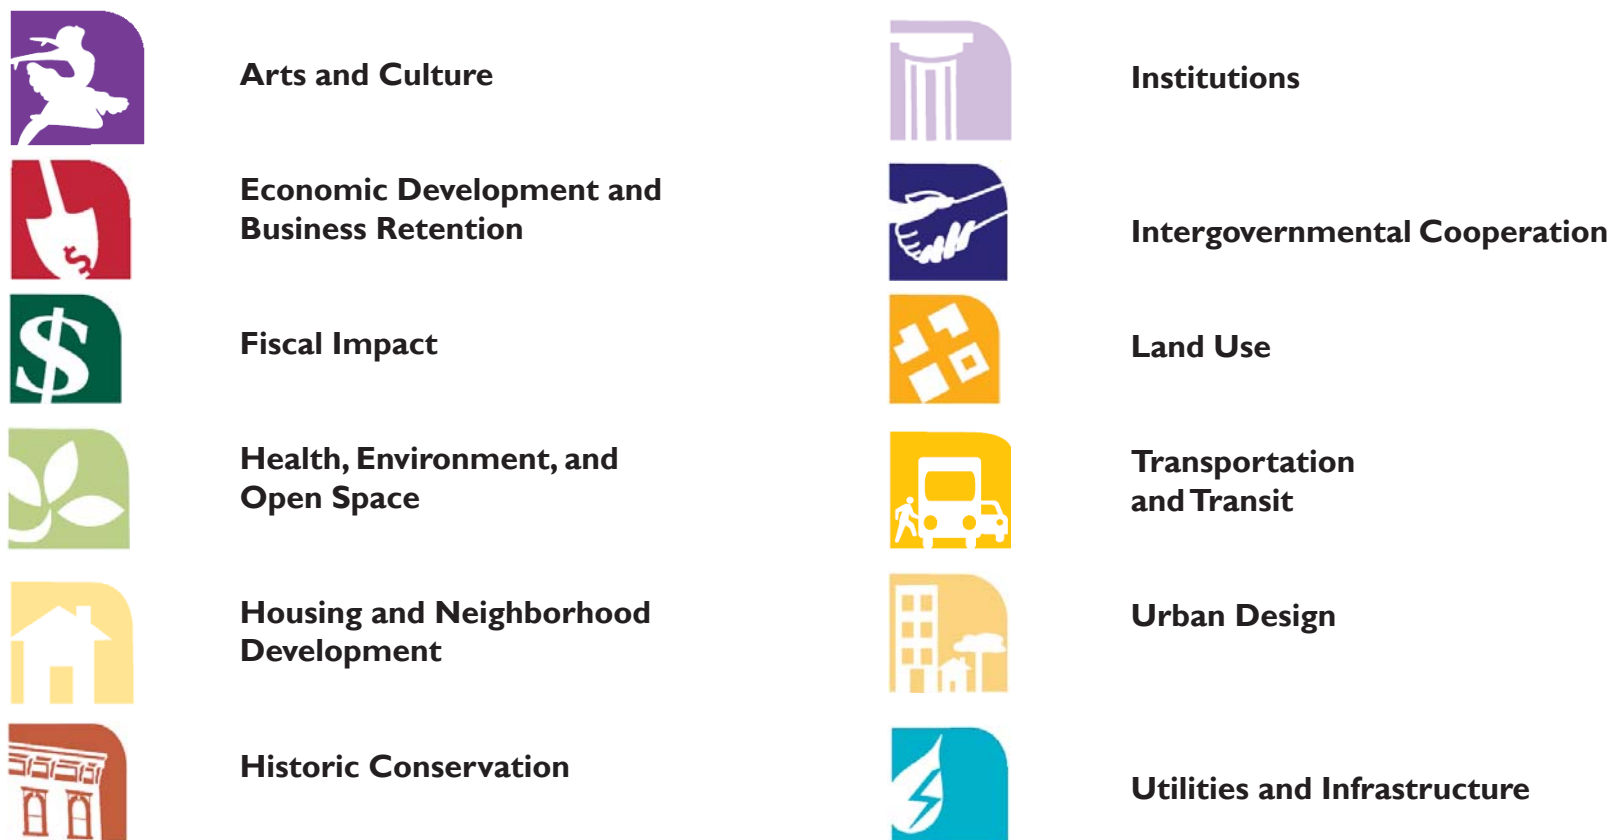 Arts and Culture
Economic Development and
Business Retention
Fiscal Impact
Health, Environment, and
Open Space
Housing and Neighborhood
Development
Historic Conservation
Institutions
Intergovernmental Cooperation
Land Use
Transportation
and Transit
Urban Design
Utilities and Infrastructure